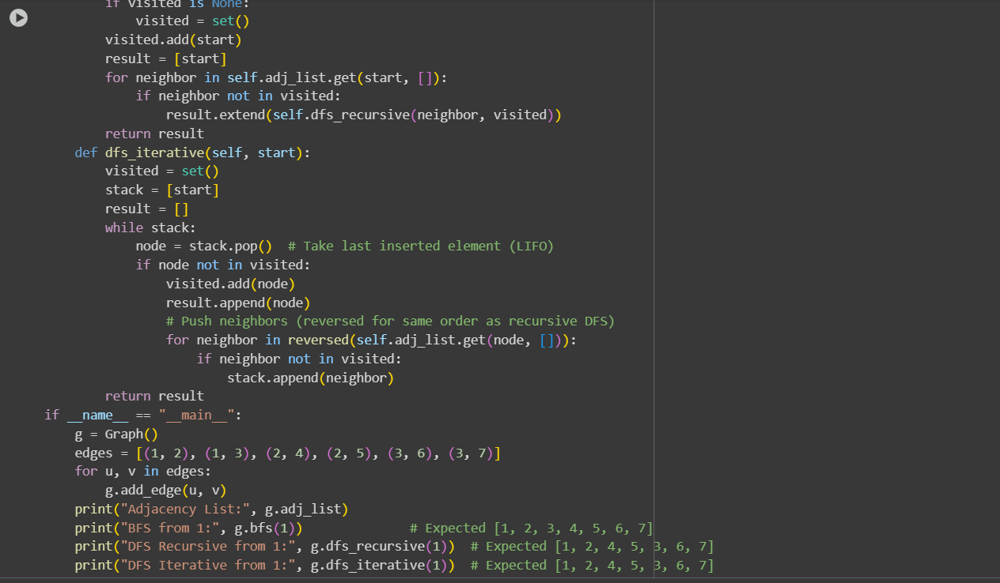 if visited is None:
            visited = set()
        visited.add(start)
        result = [start]
        for neighbor in self.adj_list.get(start, []):
            if neighbor not in visited:
                result.extend(self.dfs_recursive(neighbor, visited))
        return result
    def dfs_iterative(self, start):
        visited = set()
        stack = [start]
        result = []
        while stack:
            node = stack.pop()  # Take last inserted element (LIFO)
            if node not in visited:
                visited.add(node)
                result.append(node)
                # Push neighbors (reversed for same order as recursive DFS)
                for neighbor in reversed(self.adj_list.get(node, [])):
                    if neighbor not in visited:
                        stack.append(neighbor)
        return result
if __name__ == "__main__":
    g = Graph()
    edges = [(1, 2), (1, 3), (2, 4), (2, 5), (3, 6), (3, 7)]
    for u, v in edges:
        g.add_edge(u, v)
    print("Adjacency List:", g.adj_list)
    print("BFS from 1:", g.bfs(1))              # Expected [1, 2, 3, 4, 5, 6, 7]
    print("DFS Recursive from 1:", g.dfs_recursive(1))  # Expected [1, 2, 4, 5, 3, 6, 7]
    print("DFS Iterative from 1:", g.dfs_iterative(1))  # Expected [1, 2, 4, 5, 3, 6, 7]